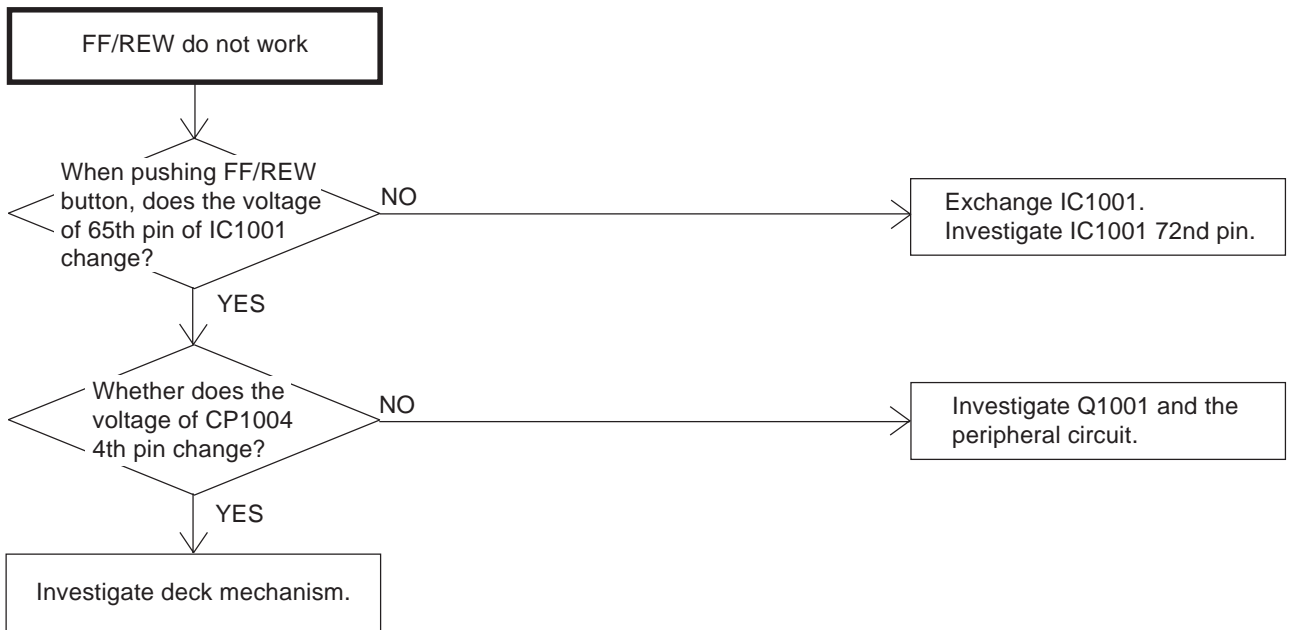 FF/REW do not work
When pushing FF/REW
button, does the voltage
of 65th pin of IC1001
change?
NO
Exchange IC1001.
Investigate IC1001 72nd pin.
YES
Whether does the
voltage of CP1004
4th pin change?
NO
Investigate Q1001 and the
peripheral circuit.
YES
Investigate deck mechanism.